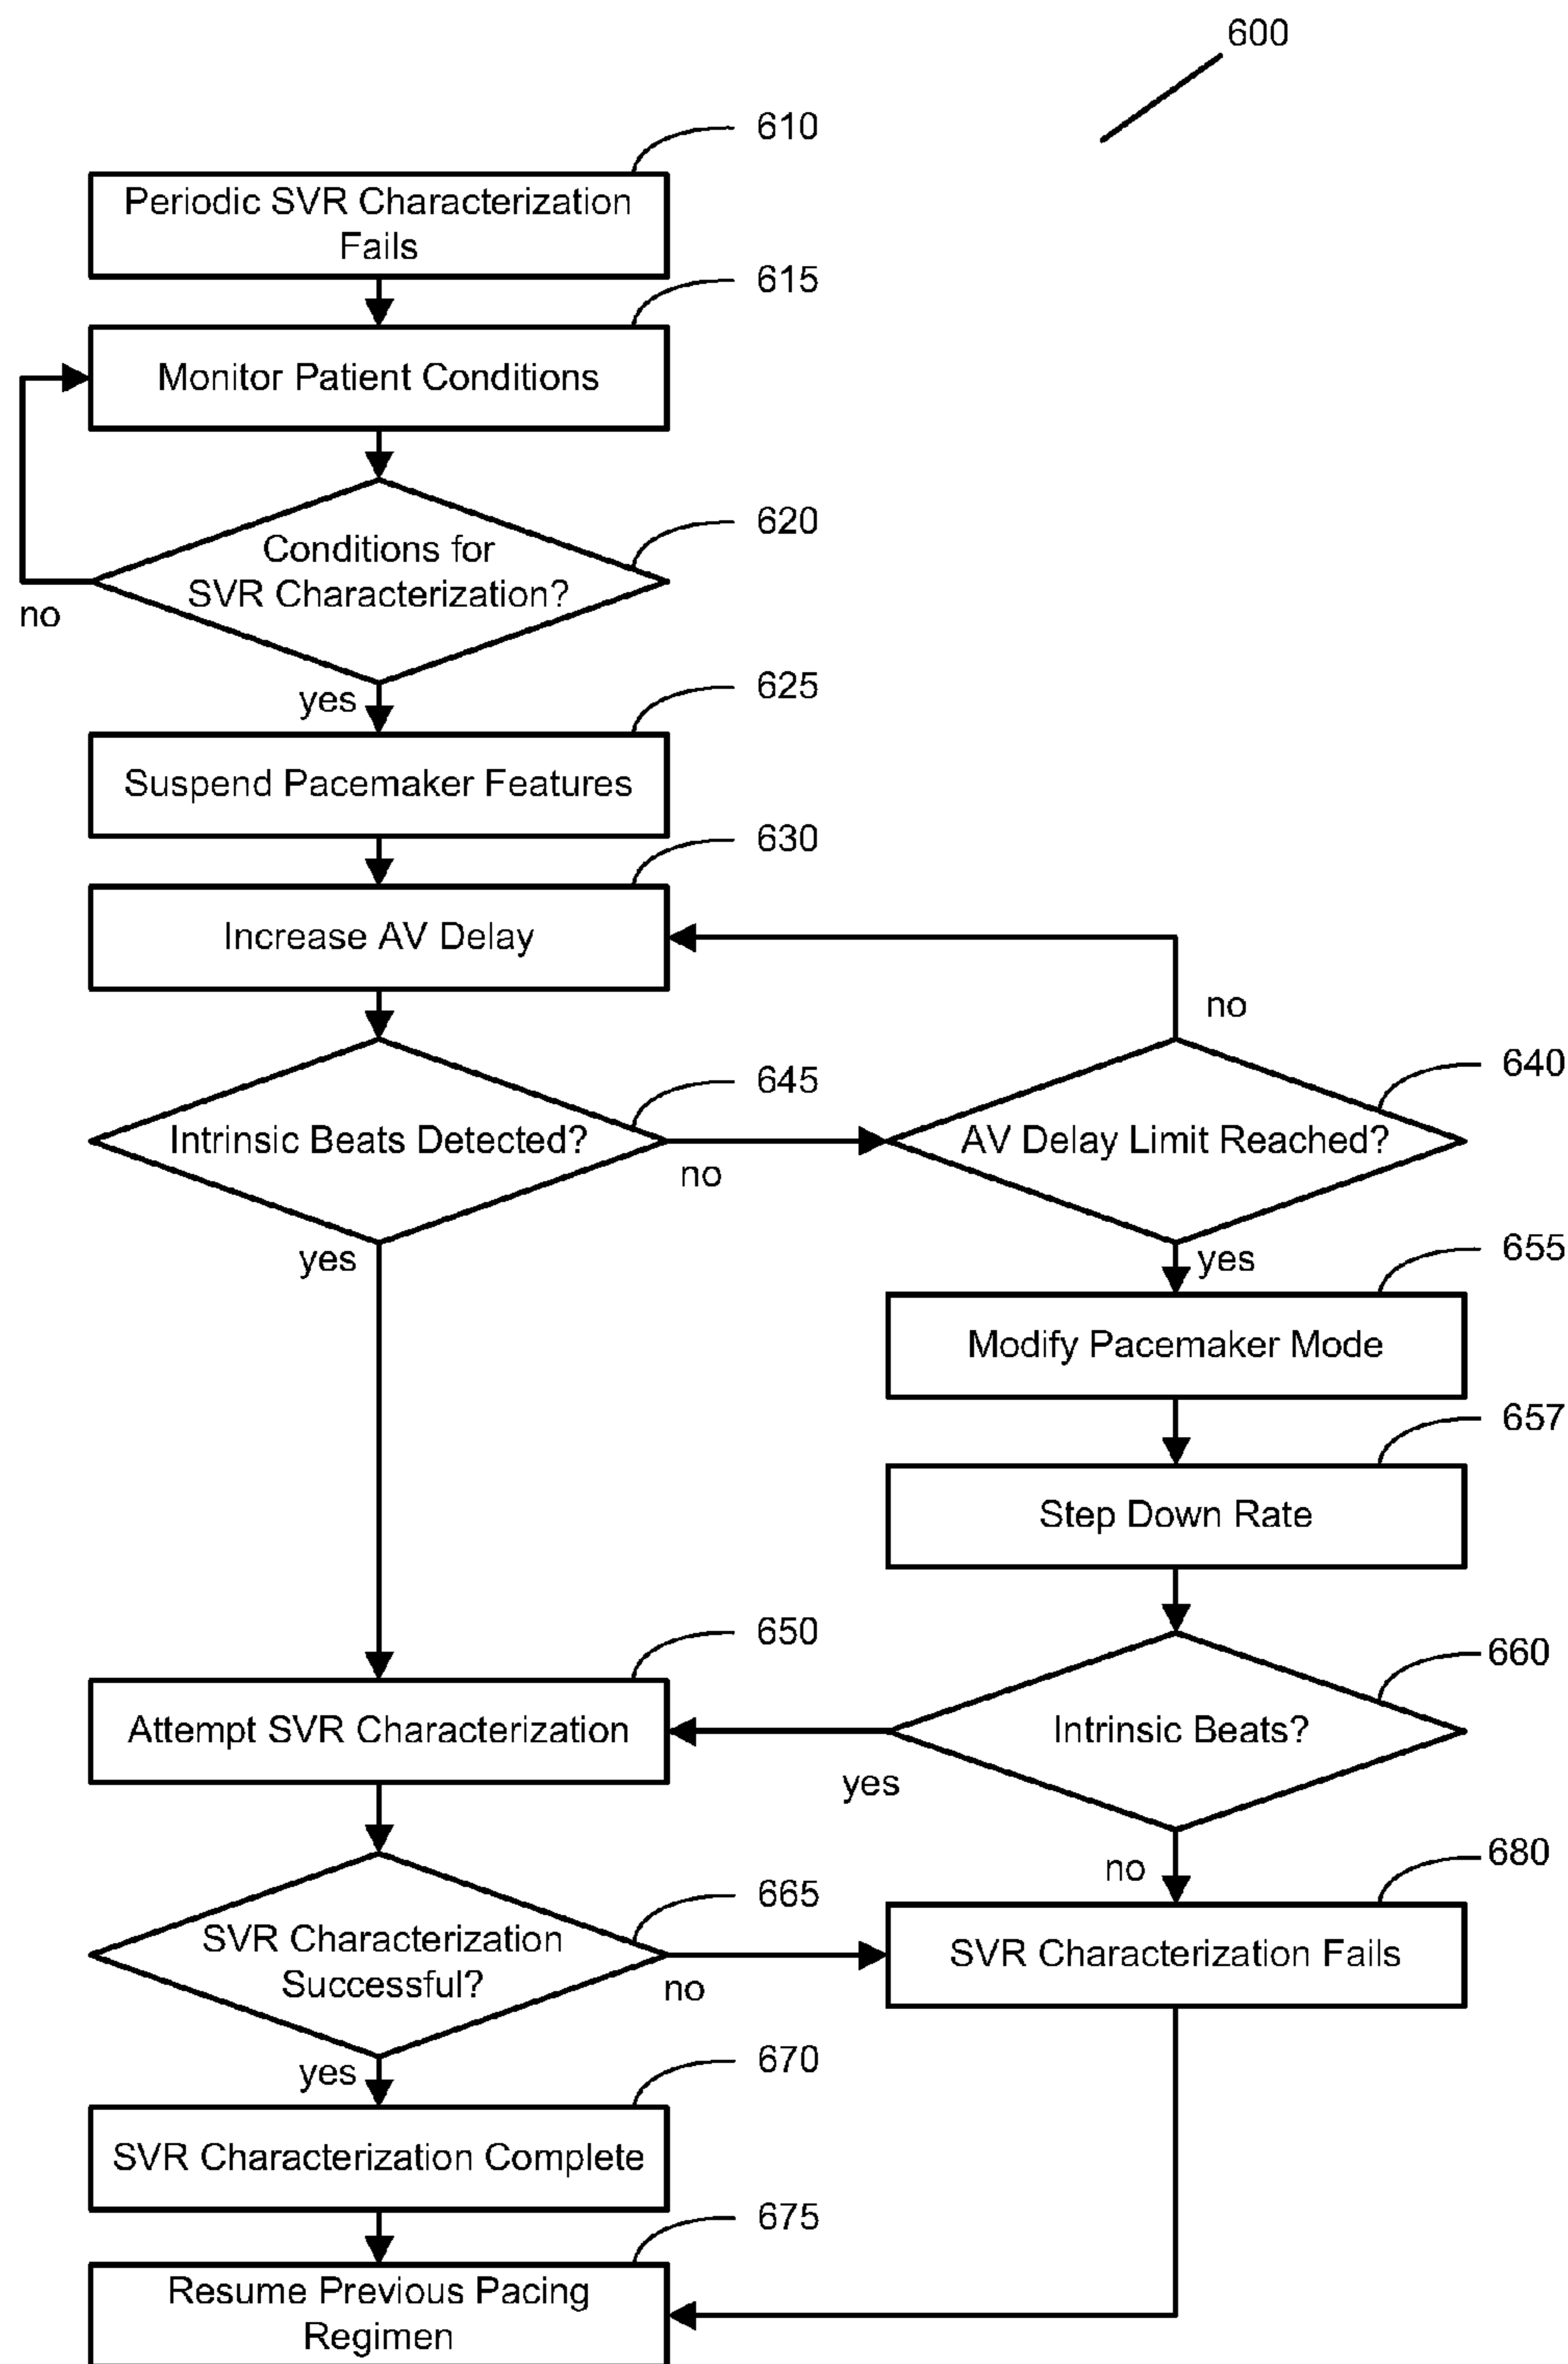 600
610
Periodic SVR Characterization
Fails
615
Monitor Patient Conditions
620
Conditions for
SVR Characterization?
no
yes
625
Suspend Pacemaker Features
630
Increase AV Delay
no
645
640
Intrinsic Beats Detected?
no
AV Delay Limit Reached?
yes
yes
655
Modify Pacemaker Mode
657
Step Down Rate
650
660
Attempt SVR Characterization
yes
Intrinsic Beats?
no
680
665
SVR Characterization
Successful?
no
SVR Characterization Fails
yes
670
SVR Characterization Complete
675
Resume Previous Pacing
Regimen